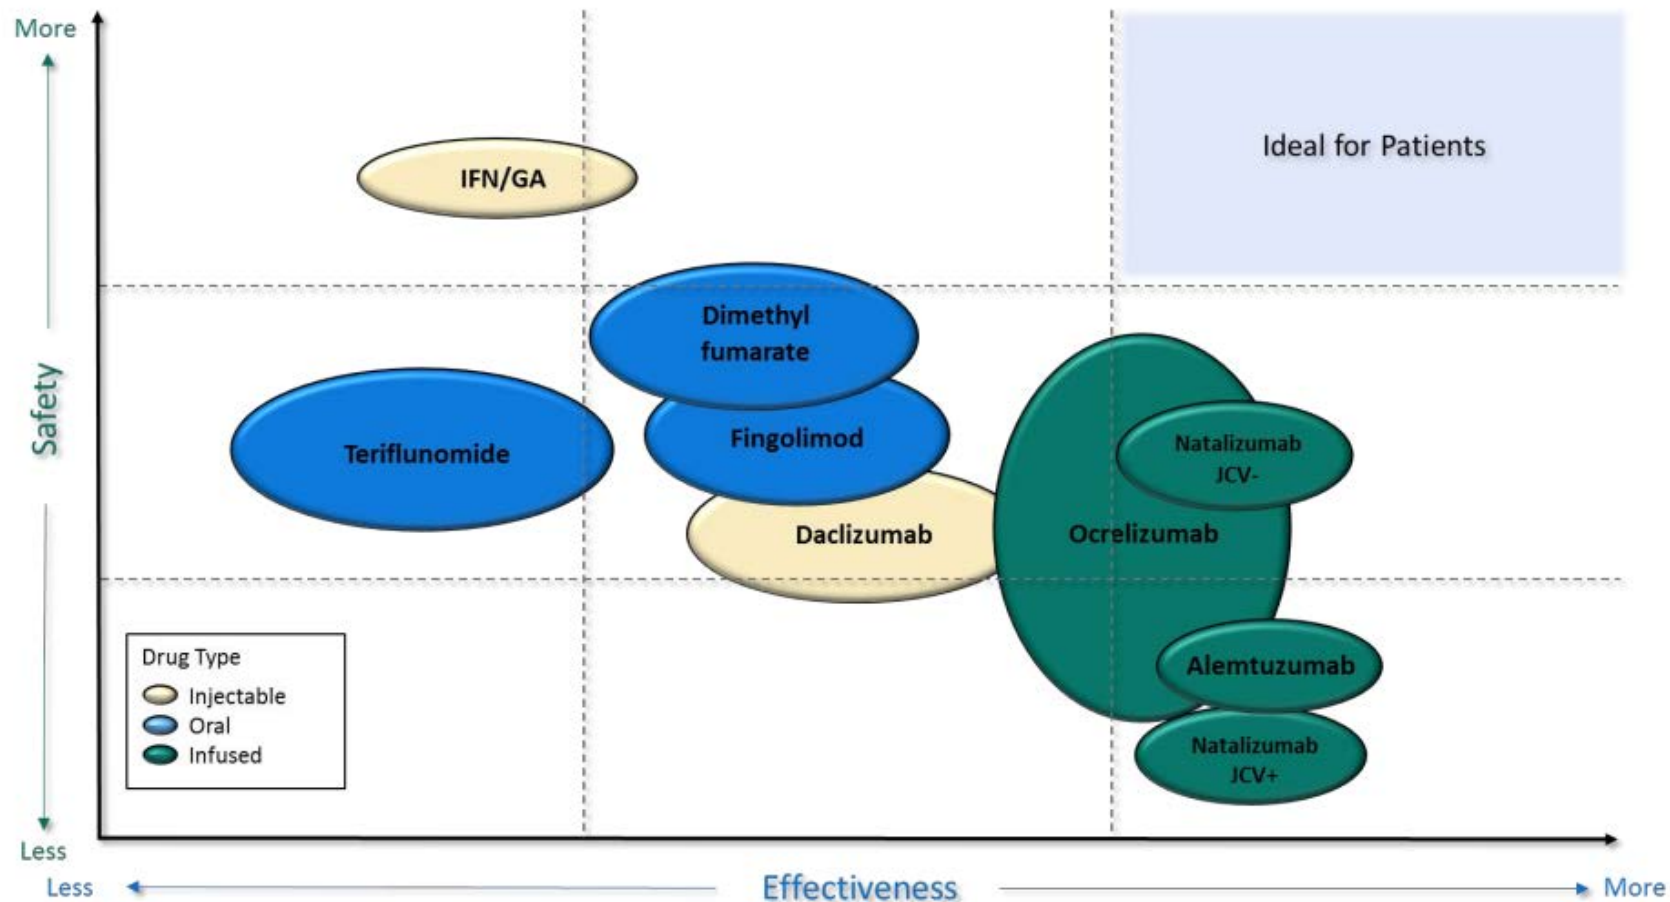 More
Ideal for Patients
IFN/GA
Dimethyl
fumarate
Safety
Teriflunomide
Fingolimod
Natalizumab
JCV-
Daclizumab
Ocrelizumab
Drug Type
Injectable
Oral
Infused
Alemtuzumab
Natalizumab
JCV+
Less
Less
Effectiveness
More